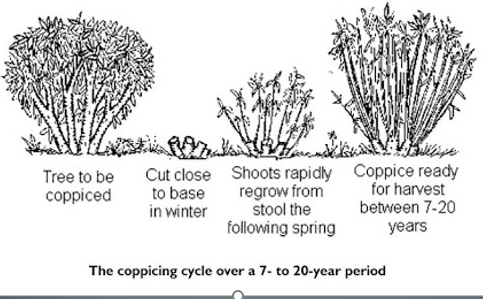 Tree to be
coppiced
Cut close
to base
in winter
Shoots rapidly
regrow from
stool the
following spring
Coppice ready
for harvest
between 7-20
years
The coppicing cycle over a 7- to 20-year period